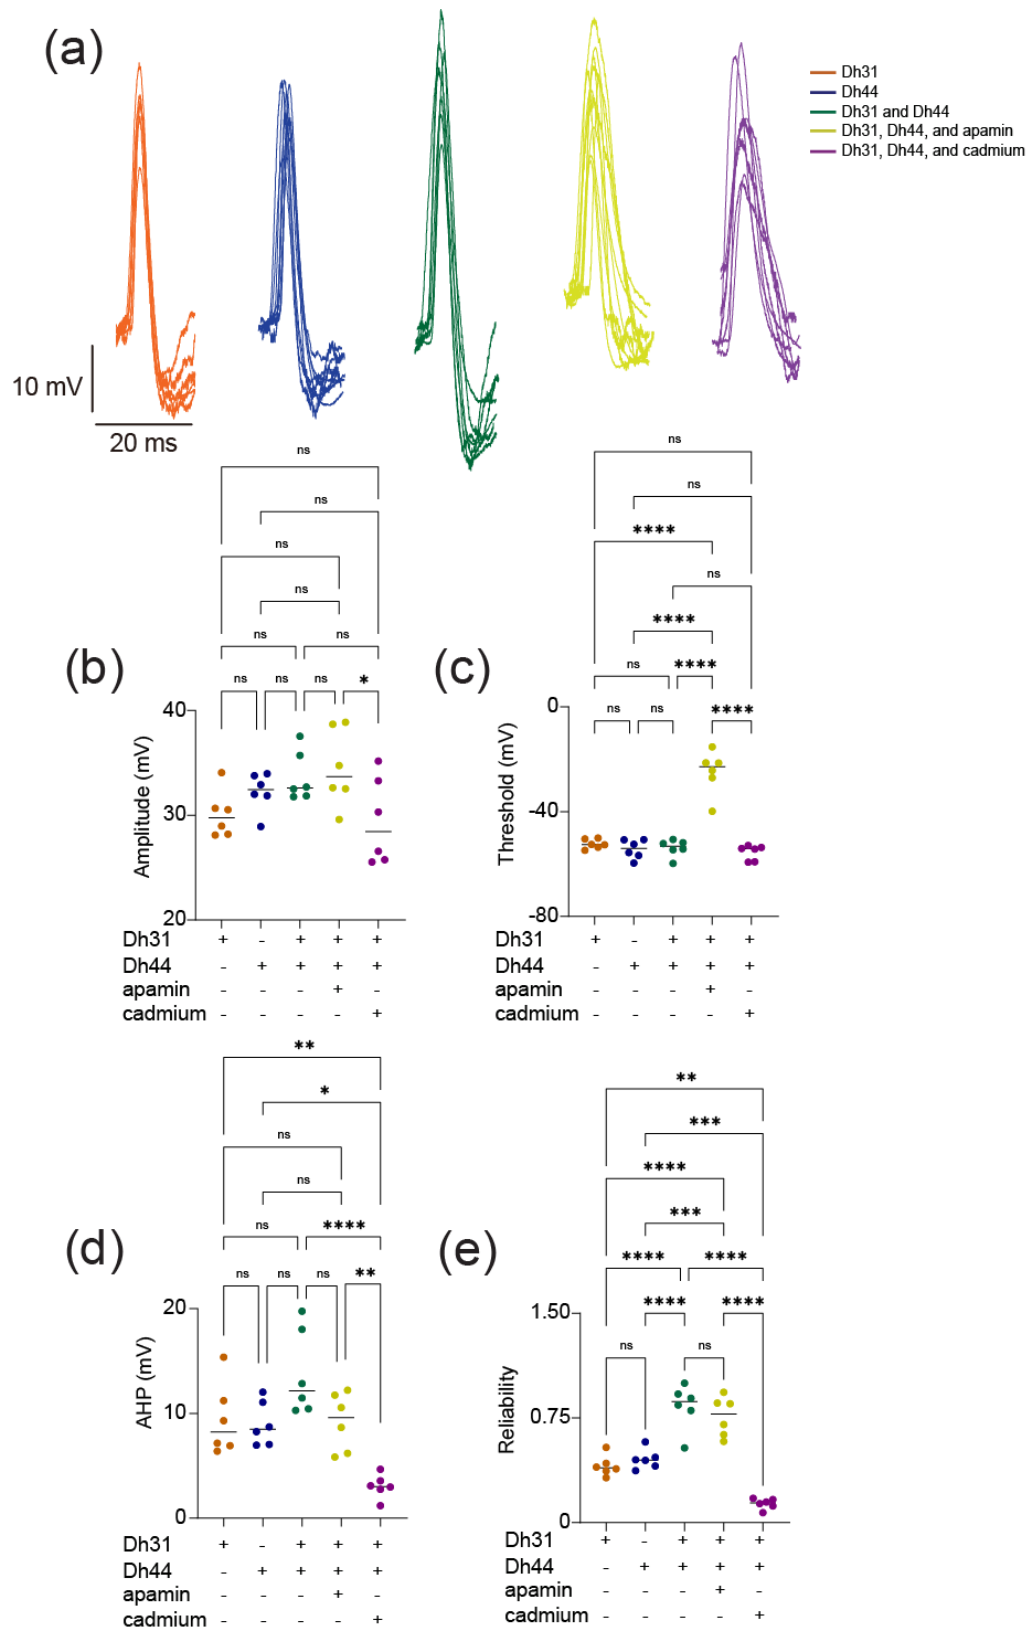 (a)
Dh31
Dh44
Dh31 and Dh44
Dh31, Dh44, and apamin
Dh31, Dh44, and cadmium
10 mV
20 ms
ns
ns
ns
ns
ns ns
(b)
ns ns ns *
40
30
20
Amplitude (mV)
Dh31 + - + + +
Dh44 - + + + +
apamin - - - + -
cadmium - - - - +
ns
ns
****
ns
****
ns ****
(c)
ns ns ****
0
-40
-80
Threshold (mV)
Dh31 + - + + +
Dh44 - + + + +
apamin - - - + -
cadmium - - - - +
**
*
ns
ns
ns ****
(d)
ns ns ns **
20
10
0
AHP (mV)
Dh31 + - + + +
Dh44 - + + + +
apamin - - - + -
cadmium - - - - +
**
***
****
***
**** ****
(e)
**** ****
ns ns
1.50
0.75
0
Reliability
Dh31 + - + + +
Dh44 - + + + +
apamin - - - + -
cadmium - - - - +